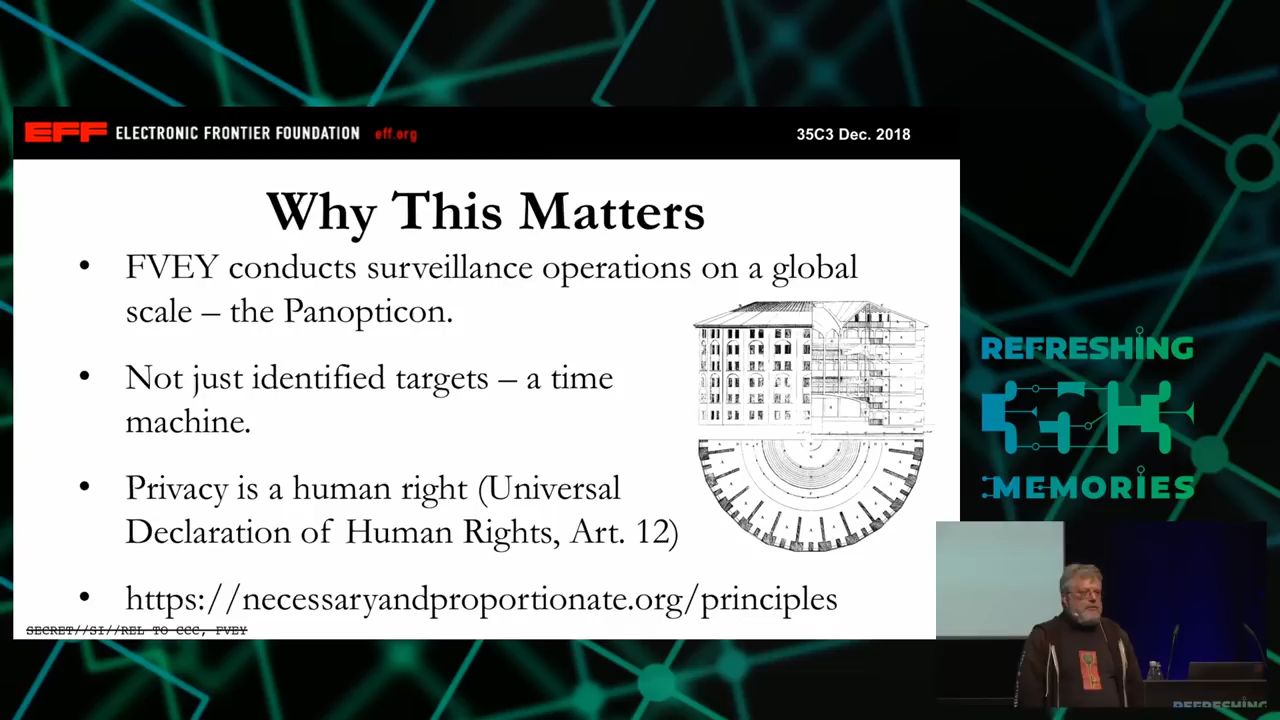 EFF ELECTRONIC FRONTIER FOUNDATION eff.org
35C3 Dec. 2018
Why This Matters
• FVEY conducts surveillance operations on a global
scale – the Panopticon.
• Not just identified targets – a time
machine.
• Privacy is a human right (Universal
Declaration of Human Rights, Art. 12)
• https://necessaryandproportionate.org/principles
SECRET//SI//REL TO CCC, FVEY
REFRESHING
35C3
MEMORIES
REFRESHING